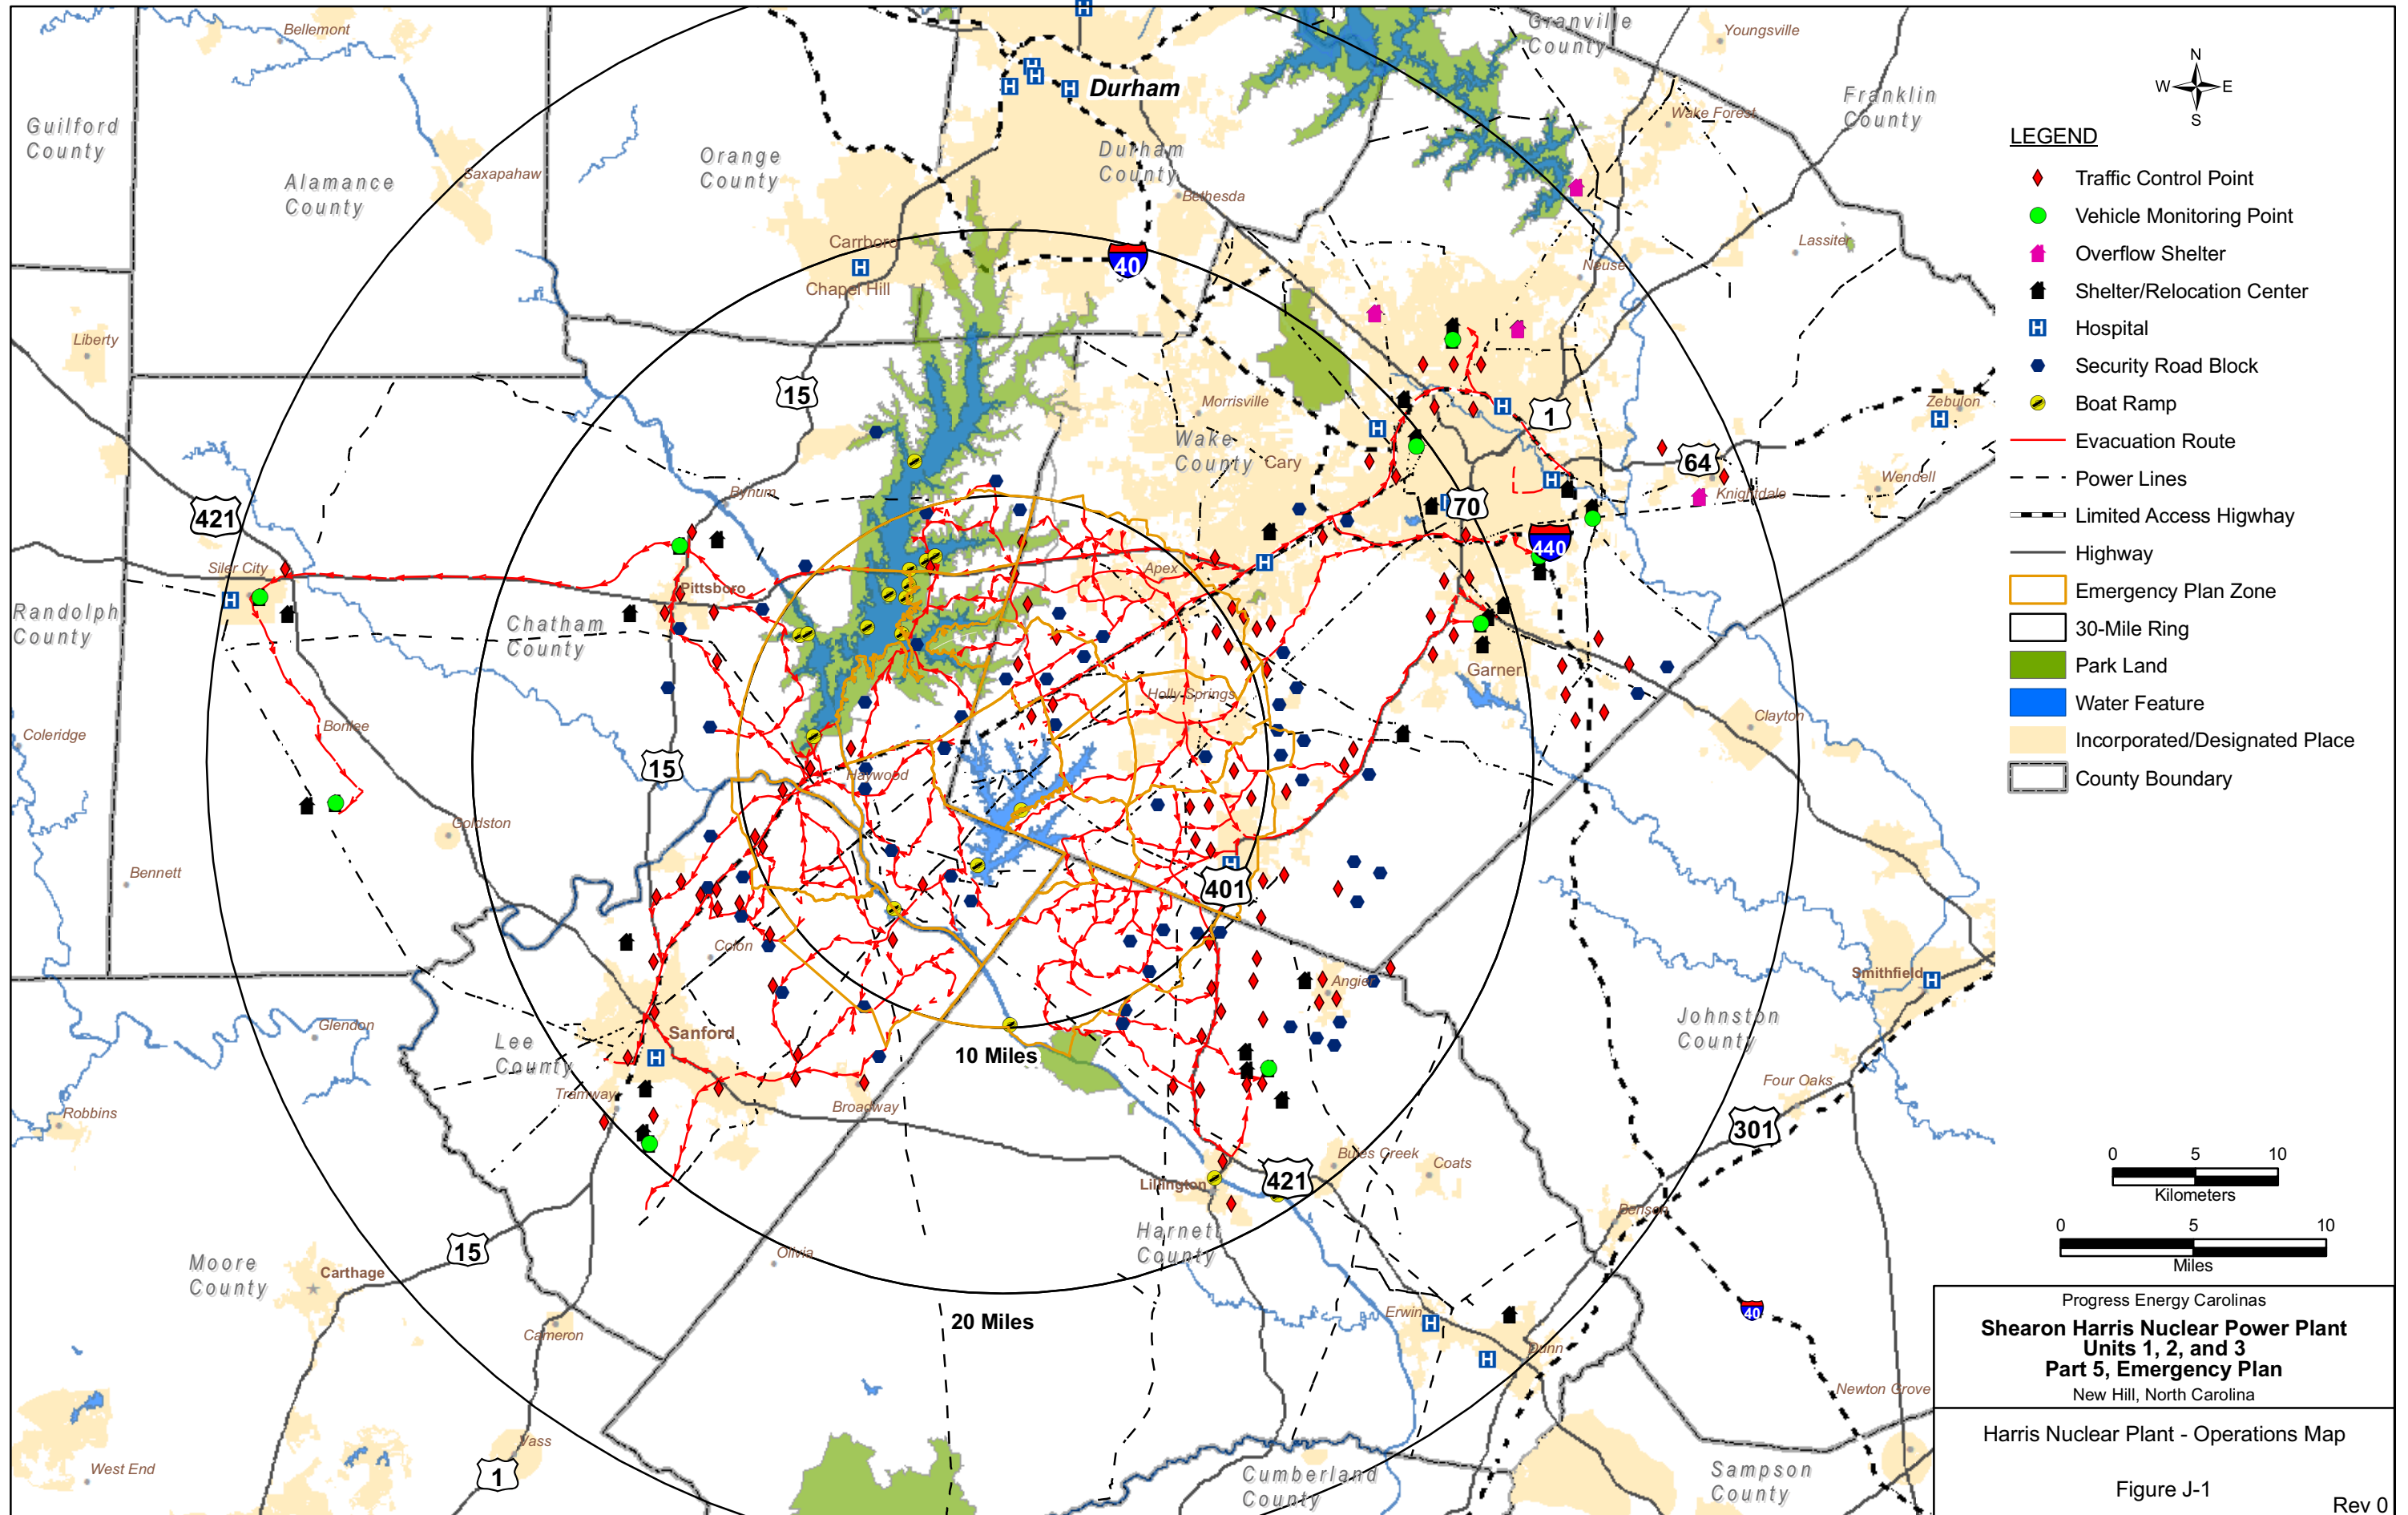 Bellemont
Granville
County
Youngsville
N
W E
S
Durham
Franklin
County
Wake Forest
Guilford
County
LEGEND
Orange
County
Durham
County
Alamance
County
Saxapahaw
Bethesda
Traffic Control Point
Vehicle Monitoring Point
Carrboro
Lassiter
Overflow Shelter
40
Neuse
Chapel Hill
Shelter/Relocation Center
Hospital
Liberty
Security Road Block
15
Morrisville
1
Zebulon
Boat Ramp
Wake
County
Cary
Evacuation Route
64
Power Lines
Bynum
Knightdale
Wendell
421
70
Limited Access Higwhay
440
Highway
Siler City
Apex
Pittsboro
Emergency Plan Zone
Randolph
County
Chatham
County
30-Mile Ring
Garner
Park Land
Holly Springs
Water Feature
Bonlee
Clayton
Coleridge
Incorporated/Designated Place
15
Haywood
County Boundary
Goldston
Bennett
401
Colon
Smithfield
Angier
Glendon
Sanford
Johnston
County
Lee
County
10 Miles
Tramway
Four Oaks
Robbins
Broadway
301
Buies Creek
Coats
0 5 10
Kilometers
421
Lillington
Benson
0 5 10
Miles
Harnett
County
15
Olivia
Moore
County
Carthage
20 Miles
Erwin
40
Cameron
Dunn
Progress Energy Carolinas
Shearon Harris Nuclear Power Plant
Units 1, 2, and 3
Part 5, Emergency Plan
New Hill, North Carolina
Newton Grove
Vass
West End
1
Cumberland
County
Sampson
County
Harris Nuclear Plant - Operations Map
Figure J-1
Rev 0